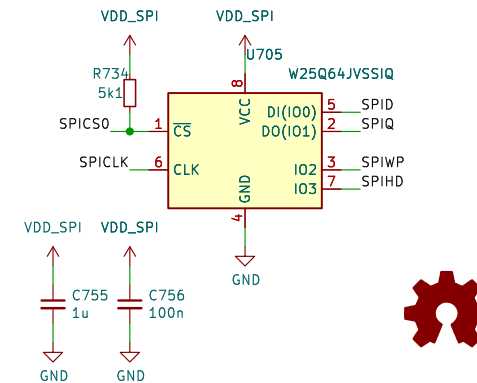 VDD_SPI VDD_SPI
U705
R734 5k1
W25Q64JVSSIQ
8
VCC
SPICS0 1 CS
DI(IO0) 5 SPID
DO(IO1) 2 SPIQ
SPICLK 6 CLK
IO2 3 SPIWP
IO3 7 SPIHD
GND
4
GND
VDD_SPI VDD_SPI
C755 1u
C756 100n
GND GND